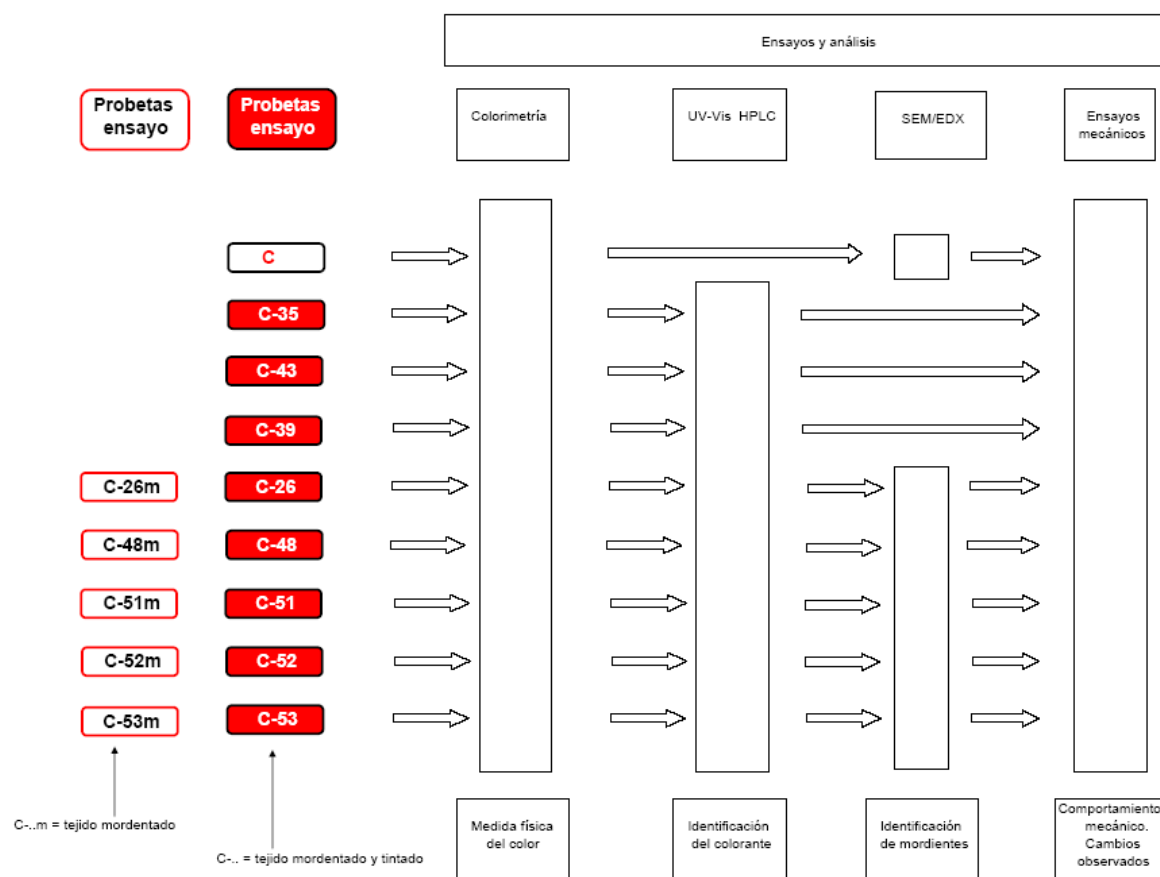 Ensayos y análisis
Probetas
ensayo
Probetas
ensayo
Colorimetría
UV-Vis HPLC
SEM/EDX
Ensayos
mecánicos
C
C-35
C-43
C-39
C-26m
C-26
C-48m
C-48
C-51m
C-51
C-52m
C-52
C-53m
C-53
C-..m = tejido mordentado
C-.. = tejido mordentado y tintado
Medida física
del color
Identificación
del colorante
Identificación
de mordientes
Comportamiento
mecánico.
Cambios
observados